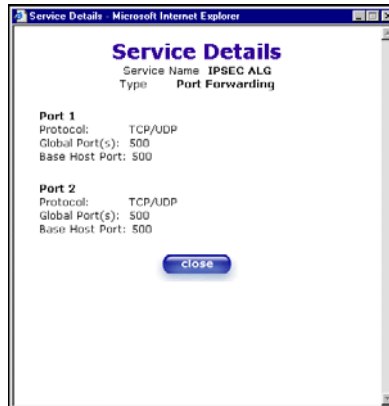 Service Details - Microsoft Internet Explorer
Service Details
Service Name IPSEC ALG
Type Port Forwarding
Port 1
Protocol: TCP/UDP
Global Port(s): 500
Base Host Port: 500
Port 2
Protocol: TCP/UDP
Global Port(s): 500
Base Host Port: 500
close